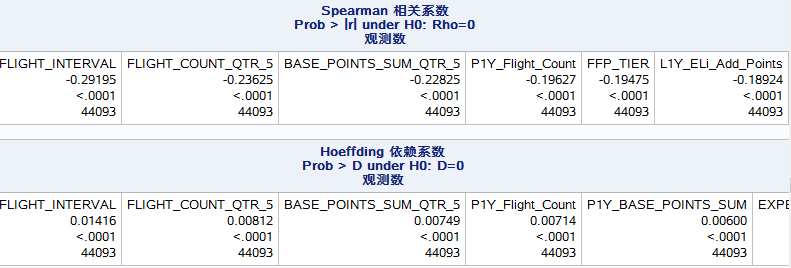 Spearman 相关系数
Prob > |r| under H0: Rho=0
观测数
FLIGHT_INTERVAL FLIGHT_COUNT_QTR_5 BASE_POINTS_SUM_QTR_5 P1Y_Flight_Count FFP_TIER L1Y_ELi_Add_Points
-0.29195 -0.23625 -0.22825 -0.19627 -0.19475 -0.18924
<.0001 <.0001 <.0001 <.0001 <.0001 <.0001
44093 44093 44093 44093 44093 44093
Hoeffding 依赖系数
Prob > D under H0: D=0
观测数
FLIGHT_INTERVAL FLIGHT_COUNT_QTR_5 BASE_POINTS_SUM_QTR_5 P1Y_Flight_Count P1Y_BASE_POINTS_SUM EXPE
0.01416 0.00812 0.00749 0.00714 0.00600
<.0001 <.0001 <.0001 <.0001 <.0001
44093 44093 44093 44093 44093